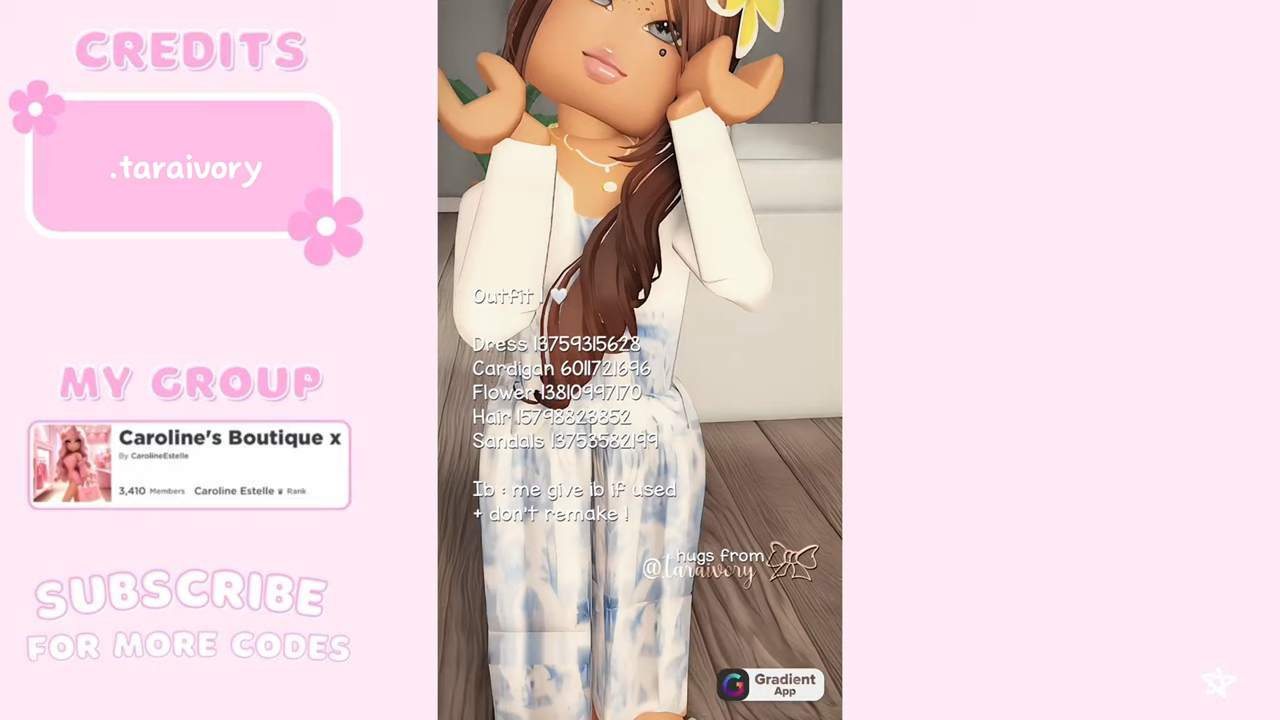 CREDITS
.taraivory
MY GROUP
Caroline's Boutique x
By CarolineEstelle
3,410 Members Caroline Estelle Rank
SUBSCRIBE
FOR MORE CODES
Outfit 1 🤍
Dress 13759315628
Cardigan 6011721696
Flower 13810997170
Hair 15798823852
Sandals 13753582199
Ib : me give ib if used
+ don't remake !
hugs from
@taraivory
Gradient
App